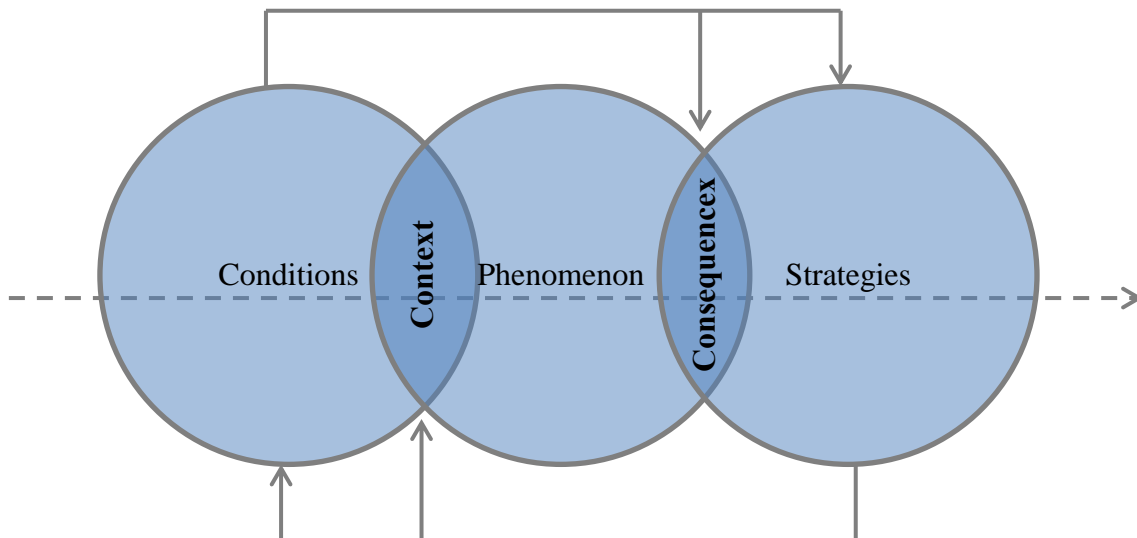 Conditions
Context
Phenomenon
Consequencex
Strategies